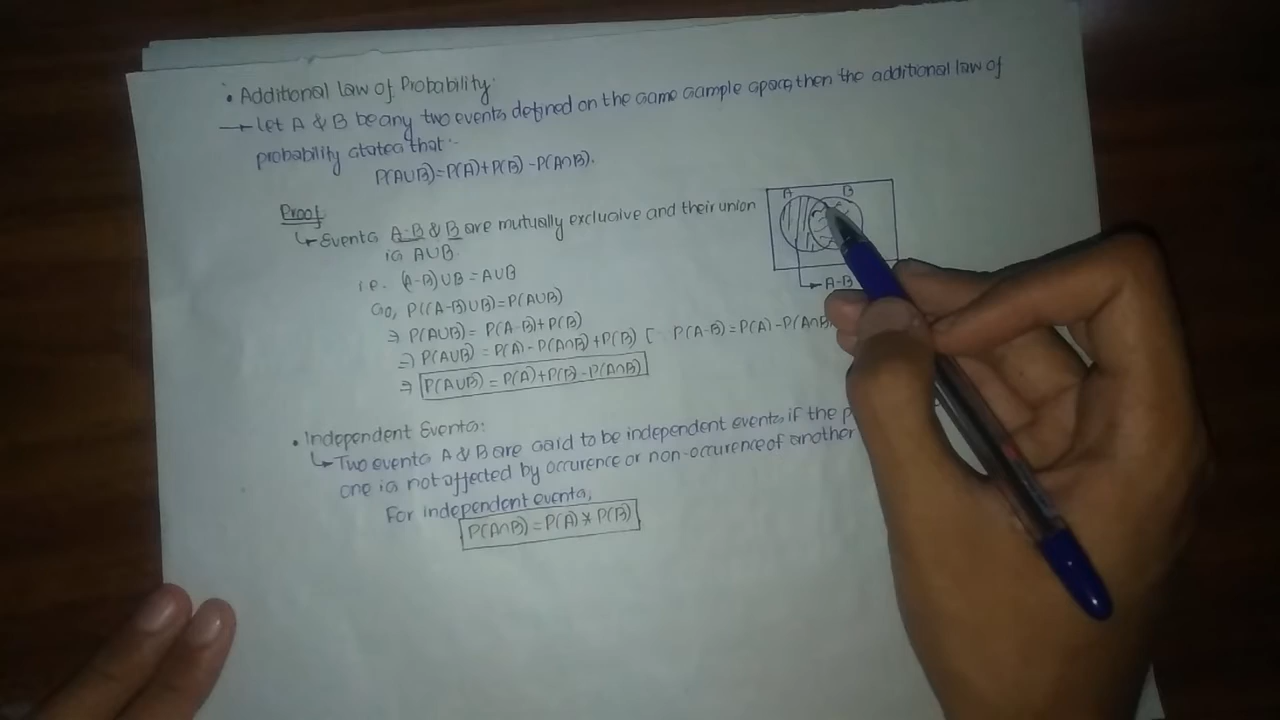 • Additional Law of Probability:
→ Let A & B be any two events defined on the same sample space, then the additional law of
probability states that:-
P(A∪B)=P(A)+P(B)-P(A∩B).
Proof
↳ Events A-B & B are mutually exclusive and their union
is A∪B.
i.e. (A-B)∪B = A∪B
So, P((A-B)∪B)=P(A∪B)
⇒ P(A∪B) = P(A-B)+P(B)
⇒ P(A∪B) = P(A)-P(A∩B)+P(B) [ P(A-B)=P(A)-P(A∩B
⇒ P(A∪B) = P(A)+P(B)-P(A∩B)
A B
A-B
• Independent Events:
↳ Two events A & B are said to be independent events if the
one is not affected by occurence or non-occurence of another
For independent events,
P(A∩B)=P(A)*P(B)